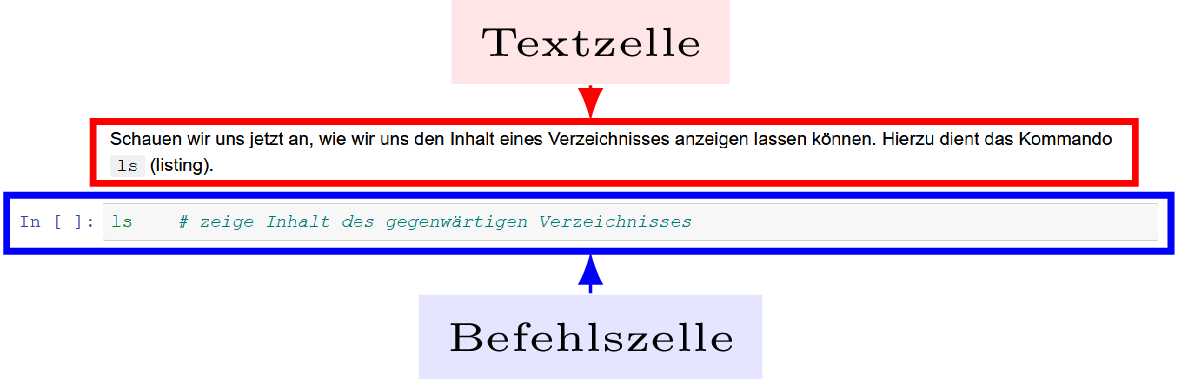 Textzelle
Schauen wir uns jetzt an, wie wir uns den Inhalt eines Verzeichnisses anzeigen lassen können. Hierzu dient das Kommando
ls (listing).
In [ ]: ls # zeige Inhalt des gegenwärtigen Verzeichnisses
Befehlszelle